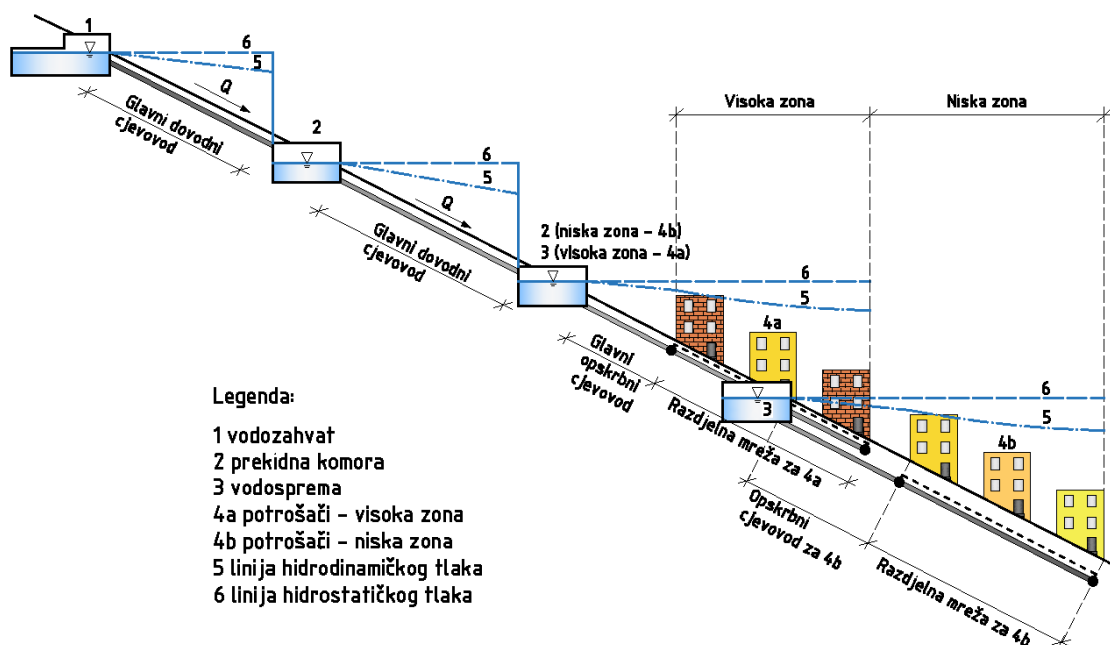 1
6
5
Q
Glavni dovodni
cjevovod
2
6
5
Q
Glavni dovodni
cjevovod
Visoka zona
Niska zona
2 (niska zona - 4b)
3 (visoka zona - 4a)
6
5
4a
Glavni
opskrbni
cjevovod
3
Razdjelna mreža za 4a
6
5
4b
Opskrbni
cjevovod za 4b
Razdjelna mreža za 4b
Legenda:
1 vodozahvat
2 prekidna komora
3 vodosprema
4a potrošači - visoka zona
4b potrošači - niska zona
5 linija hidrodinamičkog tlaka
6 linija hidrostatičkog tlaka